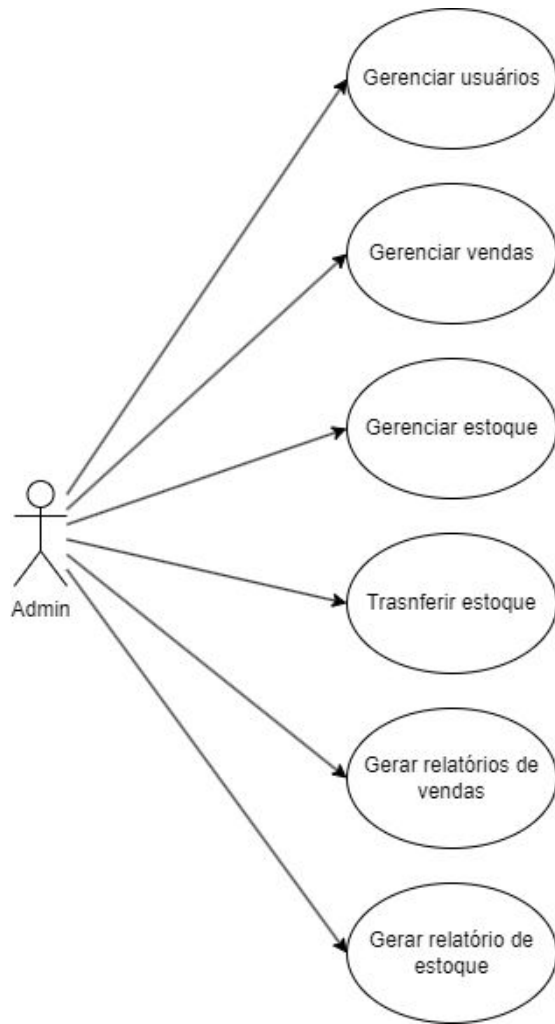 Gerenciar usuários
Gerenciar vendas
Gerenciar estoque
Admin
Trasnferir estoque
Gerar relatórios de
vendas
Gerar relatório de
estoque